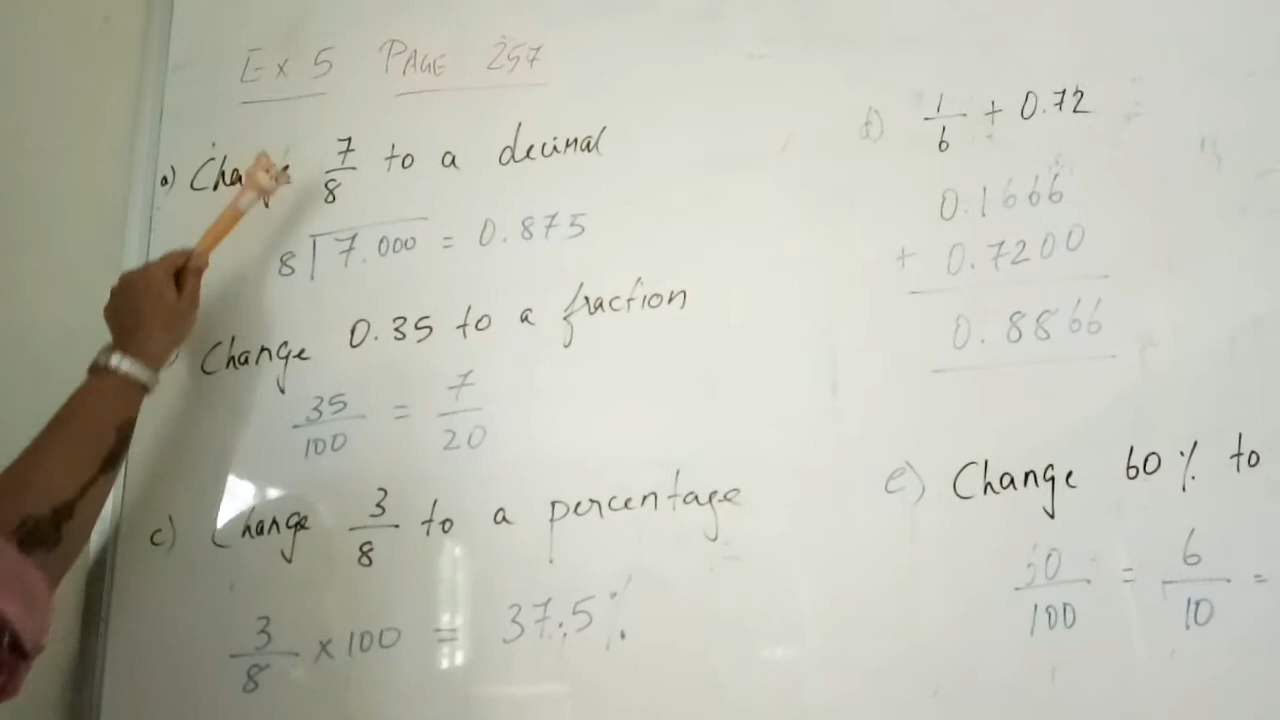 Ex 5 PAGE 257
a) Change 7/8 to a decimal
8 7.000 = 0.875
Change 0.35 to a fraction
35/100 = 7/20
c) Change 3/8 to a percentage
3/8 × 100 = 37.5%
1/6 + 0.72
0.1666
+ 0.7200
0.8866
e) Change 60% to
/100 = 6/10 =